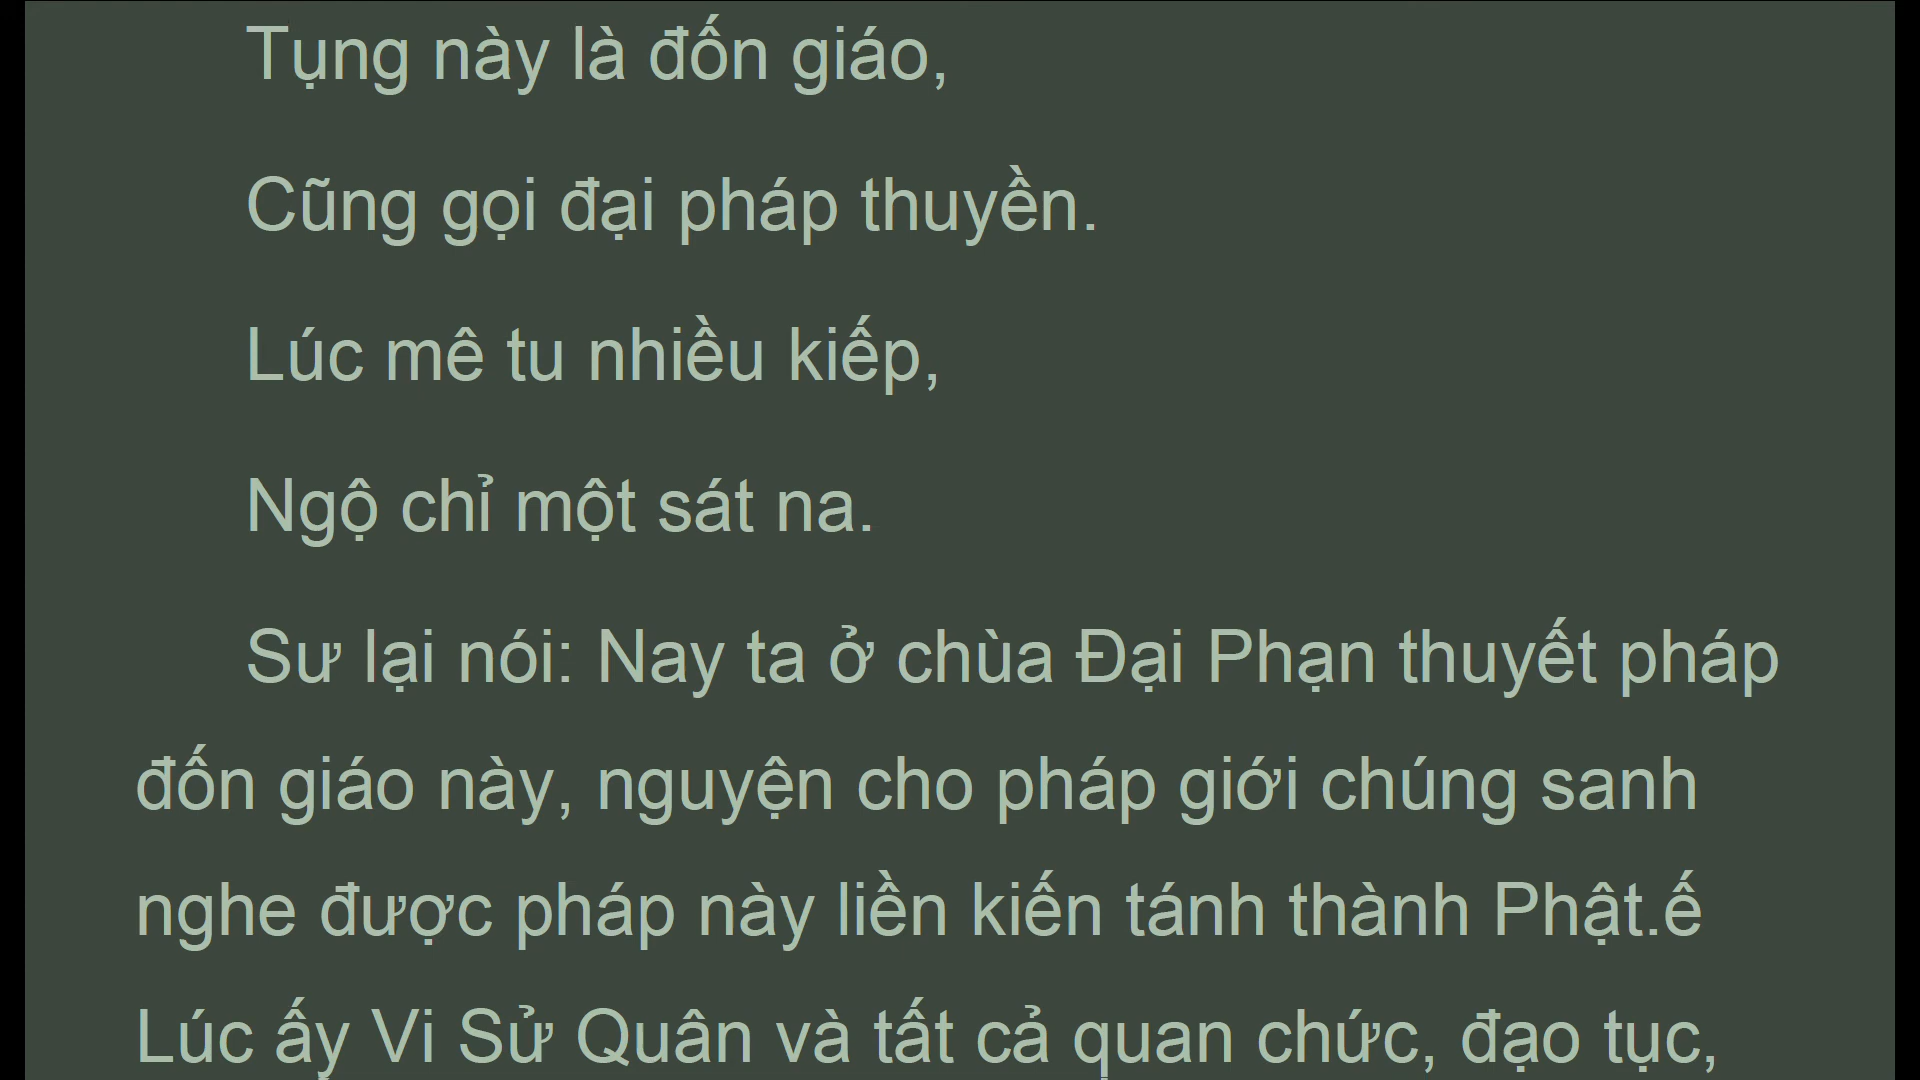 Tụng này là đốn giáo,
Cũng gọi đại pháp thuyền.
Lúc mê tu nhiều kiếp,
Ngộ chỉ một sát na.
Sư lại nói: Nay ta ở chùa Đại Phạn thuyết pháp
đốn giáo này, nguyện cho pháp giới chúng sanh
nghe được pháp này liền kiến tánh thành Phật.ế
Lúc ấy Vi Sử Quân và tất cả quan chức, đạo tục,